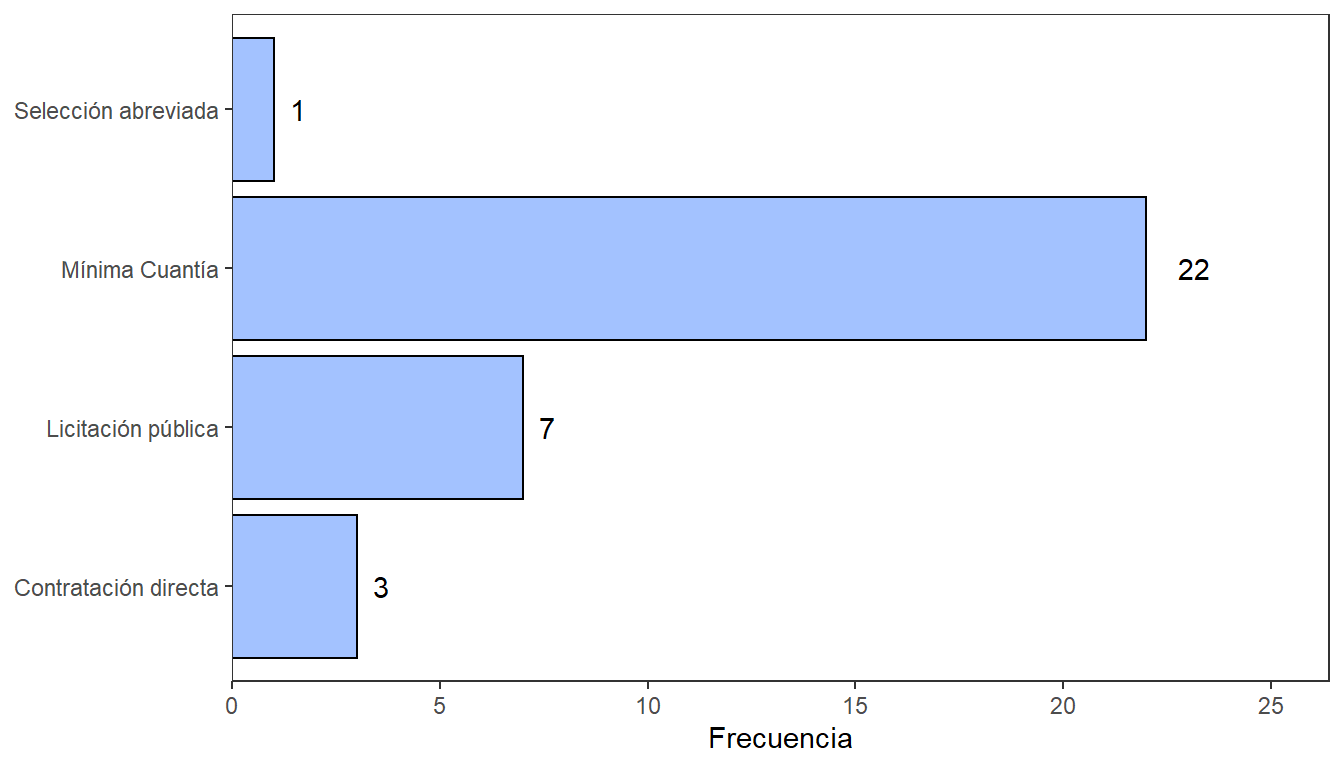 Selección abreviada 1
Mínima Cuantía 22
Licitación pública 7
Contratación directa 3
0 5 10 15 20 25
Frecuencia